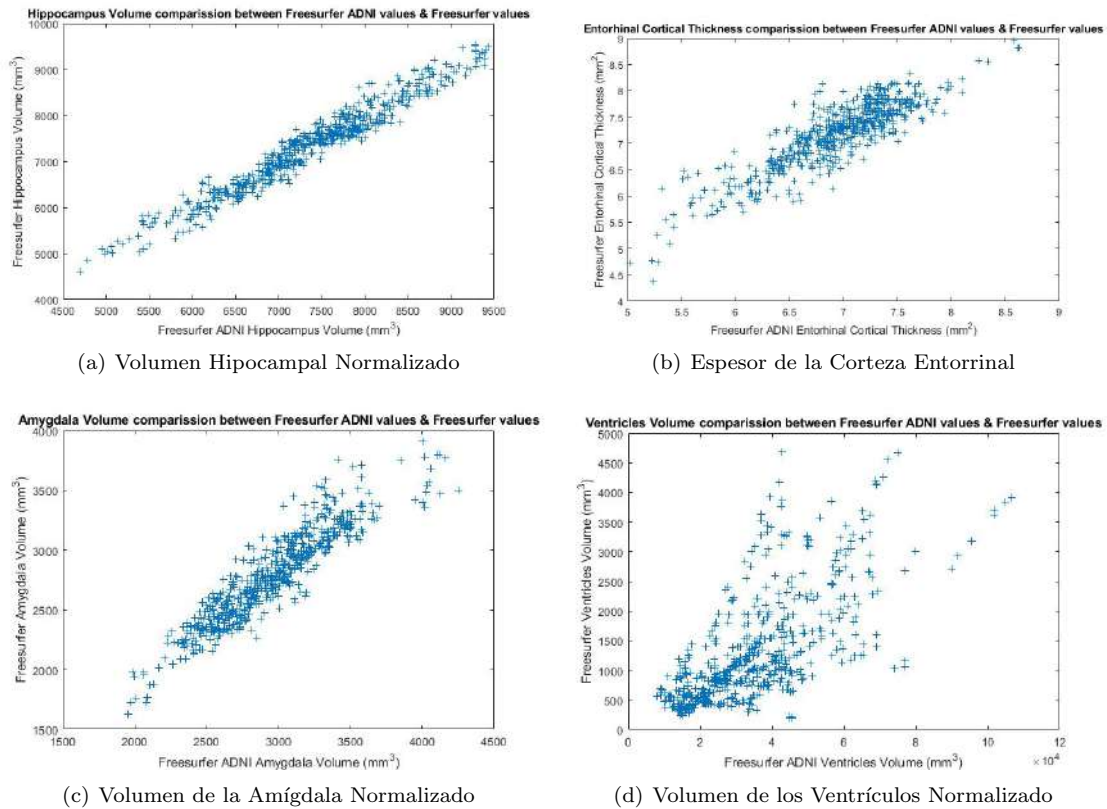 Hippocampus Volume comparission between Freesurfer ADNI values & Freesurfer values
10000
9000
8000
7000
6000
5000
4000
Freesurfer Hippocampus Volume (mm³)
4500 5000 5500 6000 6500 7000 7500 8000 8500 9000 9500
Freesurfer ADNI Hippocampus Volume (mm³)
(a) Volumen Hipocampal Normalizado
Entorhinal Cortical Thickness comparission between Freesurfer ADNI values & Freesurfer values
9
8.5
8
7.5
7
6.5
6
5.5
5
4.5
4
Freesurfer Entorhinal Cortical Thickness (mm²)
5 5.5 6 6.5 7 7.5 8 8.5 9
Freesurfer ADNI Entorhinal Cortical Thickness (mm²)
(b) Espesor de la Corteza Entorrinal
Amygdala Volume comparission between Freesurfer ADNI values & Freesurfer values
4000
3500
3000
2500
2000
1500
Freesurfer Amygdala Volume (mm³)
1500 2000 2500 3000 3500 4000 4500
Freesurfer ADNI Amygdala Volume (mm³)
(c) Volumen de la Amígdala Normalizado
Ventricles Volume comparission between Freesurfer ADNI values & Freesurfer values
5000
4500
4000
3500
3000
2500
2000
1500
1000
500
0
Freesurfer Ventricles Volume (mm³)
0 2 4 6 8 10 12
× 10⁴
Freesurfer ADNI Ventricles Volume (mm³)
(d) Volumen de los Ventrículos Normalizado